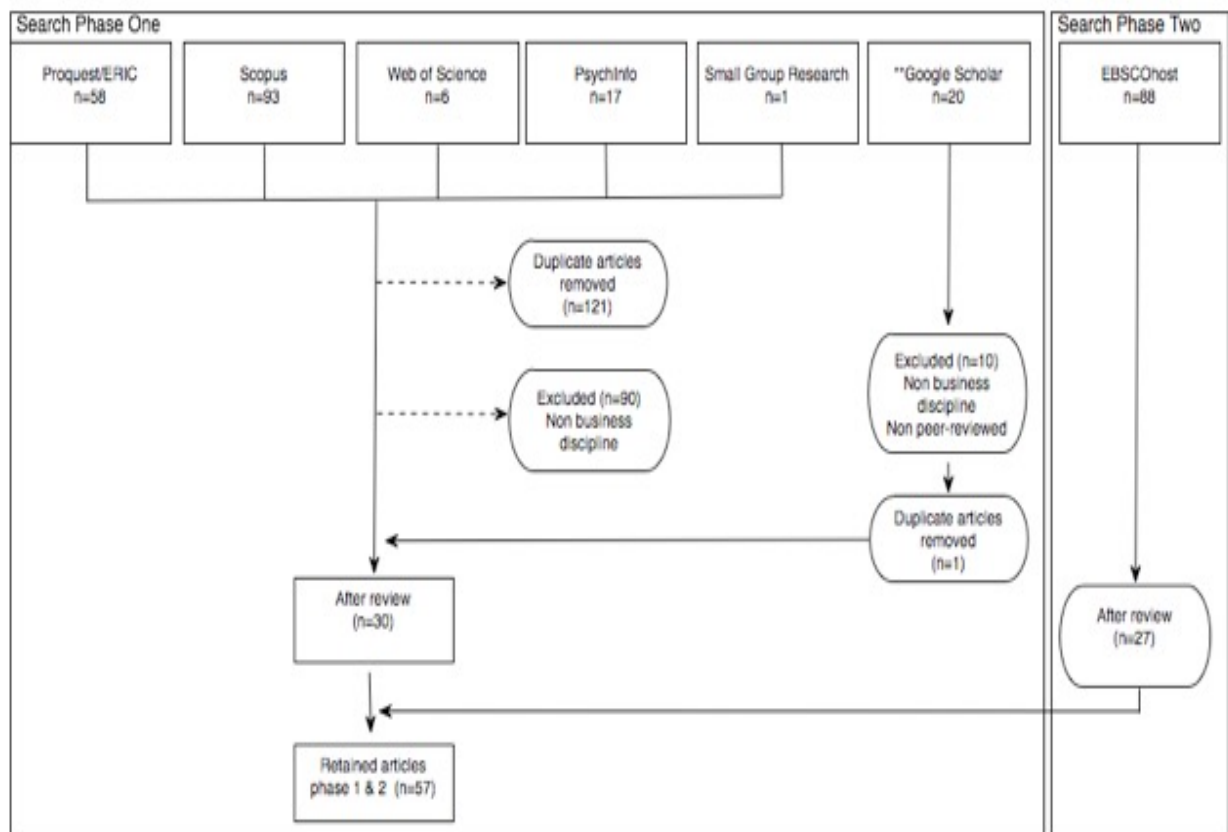 Search Phase One
Search Phase Two
Proquest/ERIC
n=58
Scopus
n=93
Web of Science
n=6
PsychInfo
n=17
Small Group Research
n=1
**Google Scholar
n=20
EBSCOhost
n=88
Duplicate articles
removed
(n=121)
Excluded (n=90)
Non business
discipline
Excluded (n=10)
Non business
discipline
Non peer-reviewed
Duplicate articles
removed
(n=1)
After review
(n=30)
After review
(n=27)
Retained articles
phase 1 & 2 (n=57)